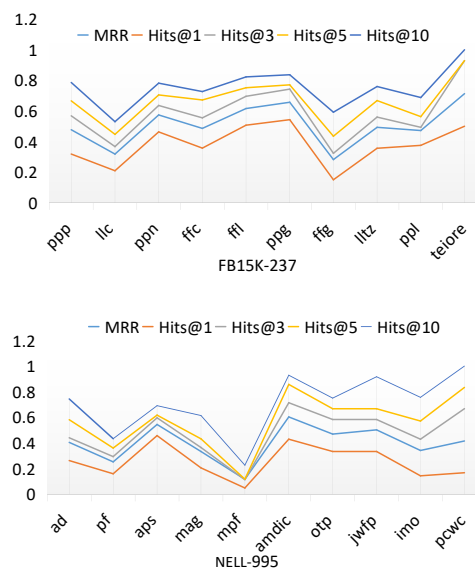 MRR Hits@1 Hits@3 Hits@5 Hits@10
1.2
1
0.8
0.6
0.4
0.2
0
ppp llc ppn ffc ffl ppg ffg lltz ppl teiore
FB15K-237
MRR Hits@1 Hits@3 Hits@5 Hits@10
1.2
1
0.8
0.6
0.4
0.2
0
ad pf aps mag mpf amdic otp jwfp imo pcwc
NELL-995